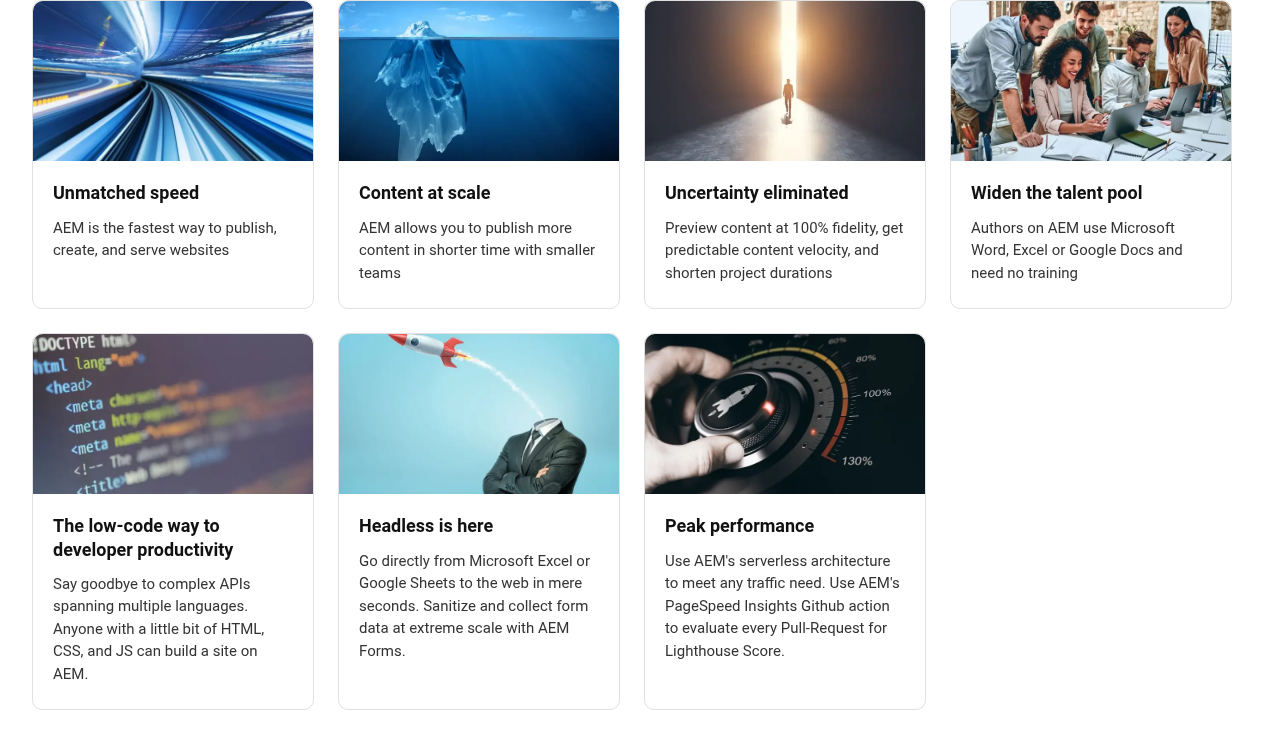 Unmatched speed
AEM is the fastest way to publish,
create, and serve websites
Content at scale
AEM allows you to publish more
content in shorter time with smaller
teams
Uncertainty eliminated
Preview content at 100% fidelity, get
predictable content velocity, and
shorten project durations
Widen the talent pool
Authors on AEM use Microsoft
Word, Excel or Google Docs and
need no training
!DOCTYPE html>
html lang="en">
<head>
<meta
<meta
<meta name=
<!-- The above
<title>Web Design
The low-code way to
developer productivity
Say goodbye to complex APIs
spanning multiple languages.
Anyone with a little bit of HTML,
CSS, and JS can build a site on
AEM.
Headless is here
Go directly from Microsoft Excel or
Google Sheets to the web in mere
seconds. Sanitize and collect form
data at extreme scale with AEM
Forms.
60%
80%
100%
130%
Peak performance
Use AEM's serverless architecture
to meet any traffic need. Use AEM's
PageSpeed Insights Github action
to evaluate every Pull-Request for
Lighthouse Score.